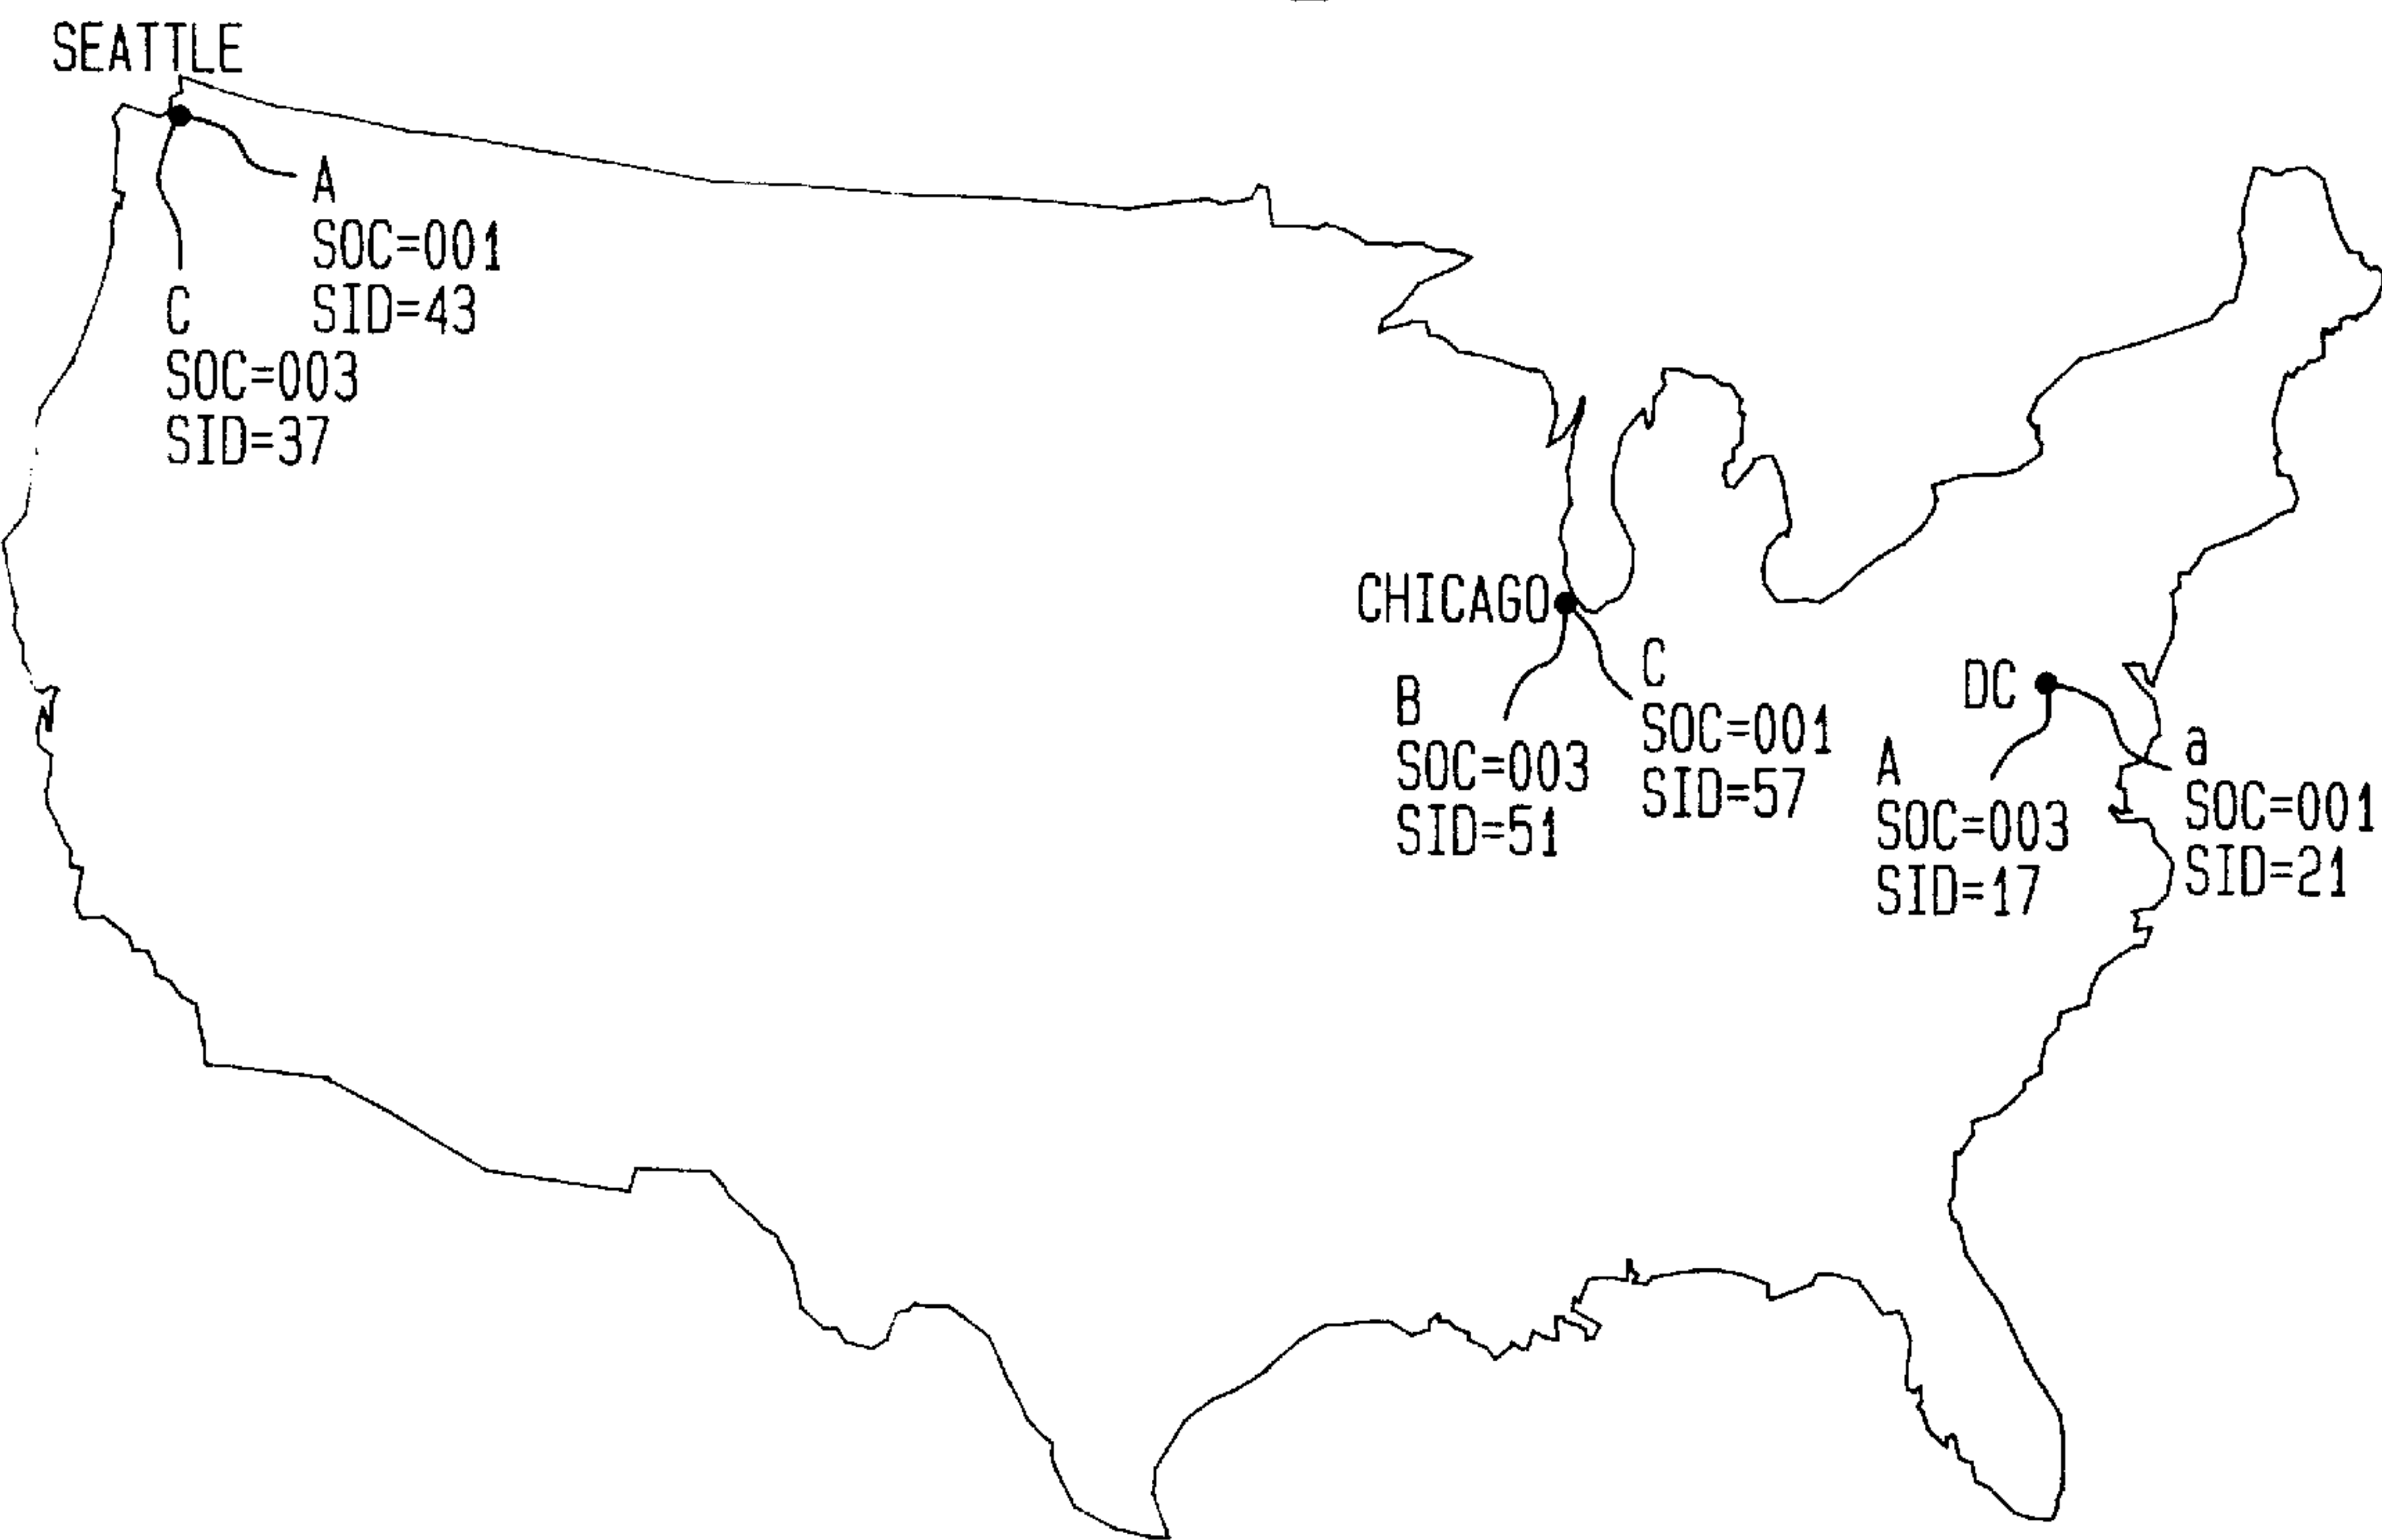 SEATTLE
A
SOC=001
SID=43
C
SOC=003
SID=37
CHICAGO
B
SOC=003
SID=51
C
SOC=001
SID=57
DC
A
SOC=003
SID=17
a
SOC=001
SID=21